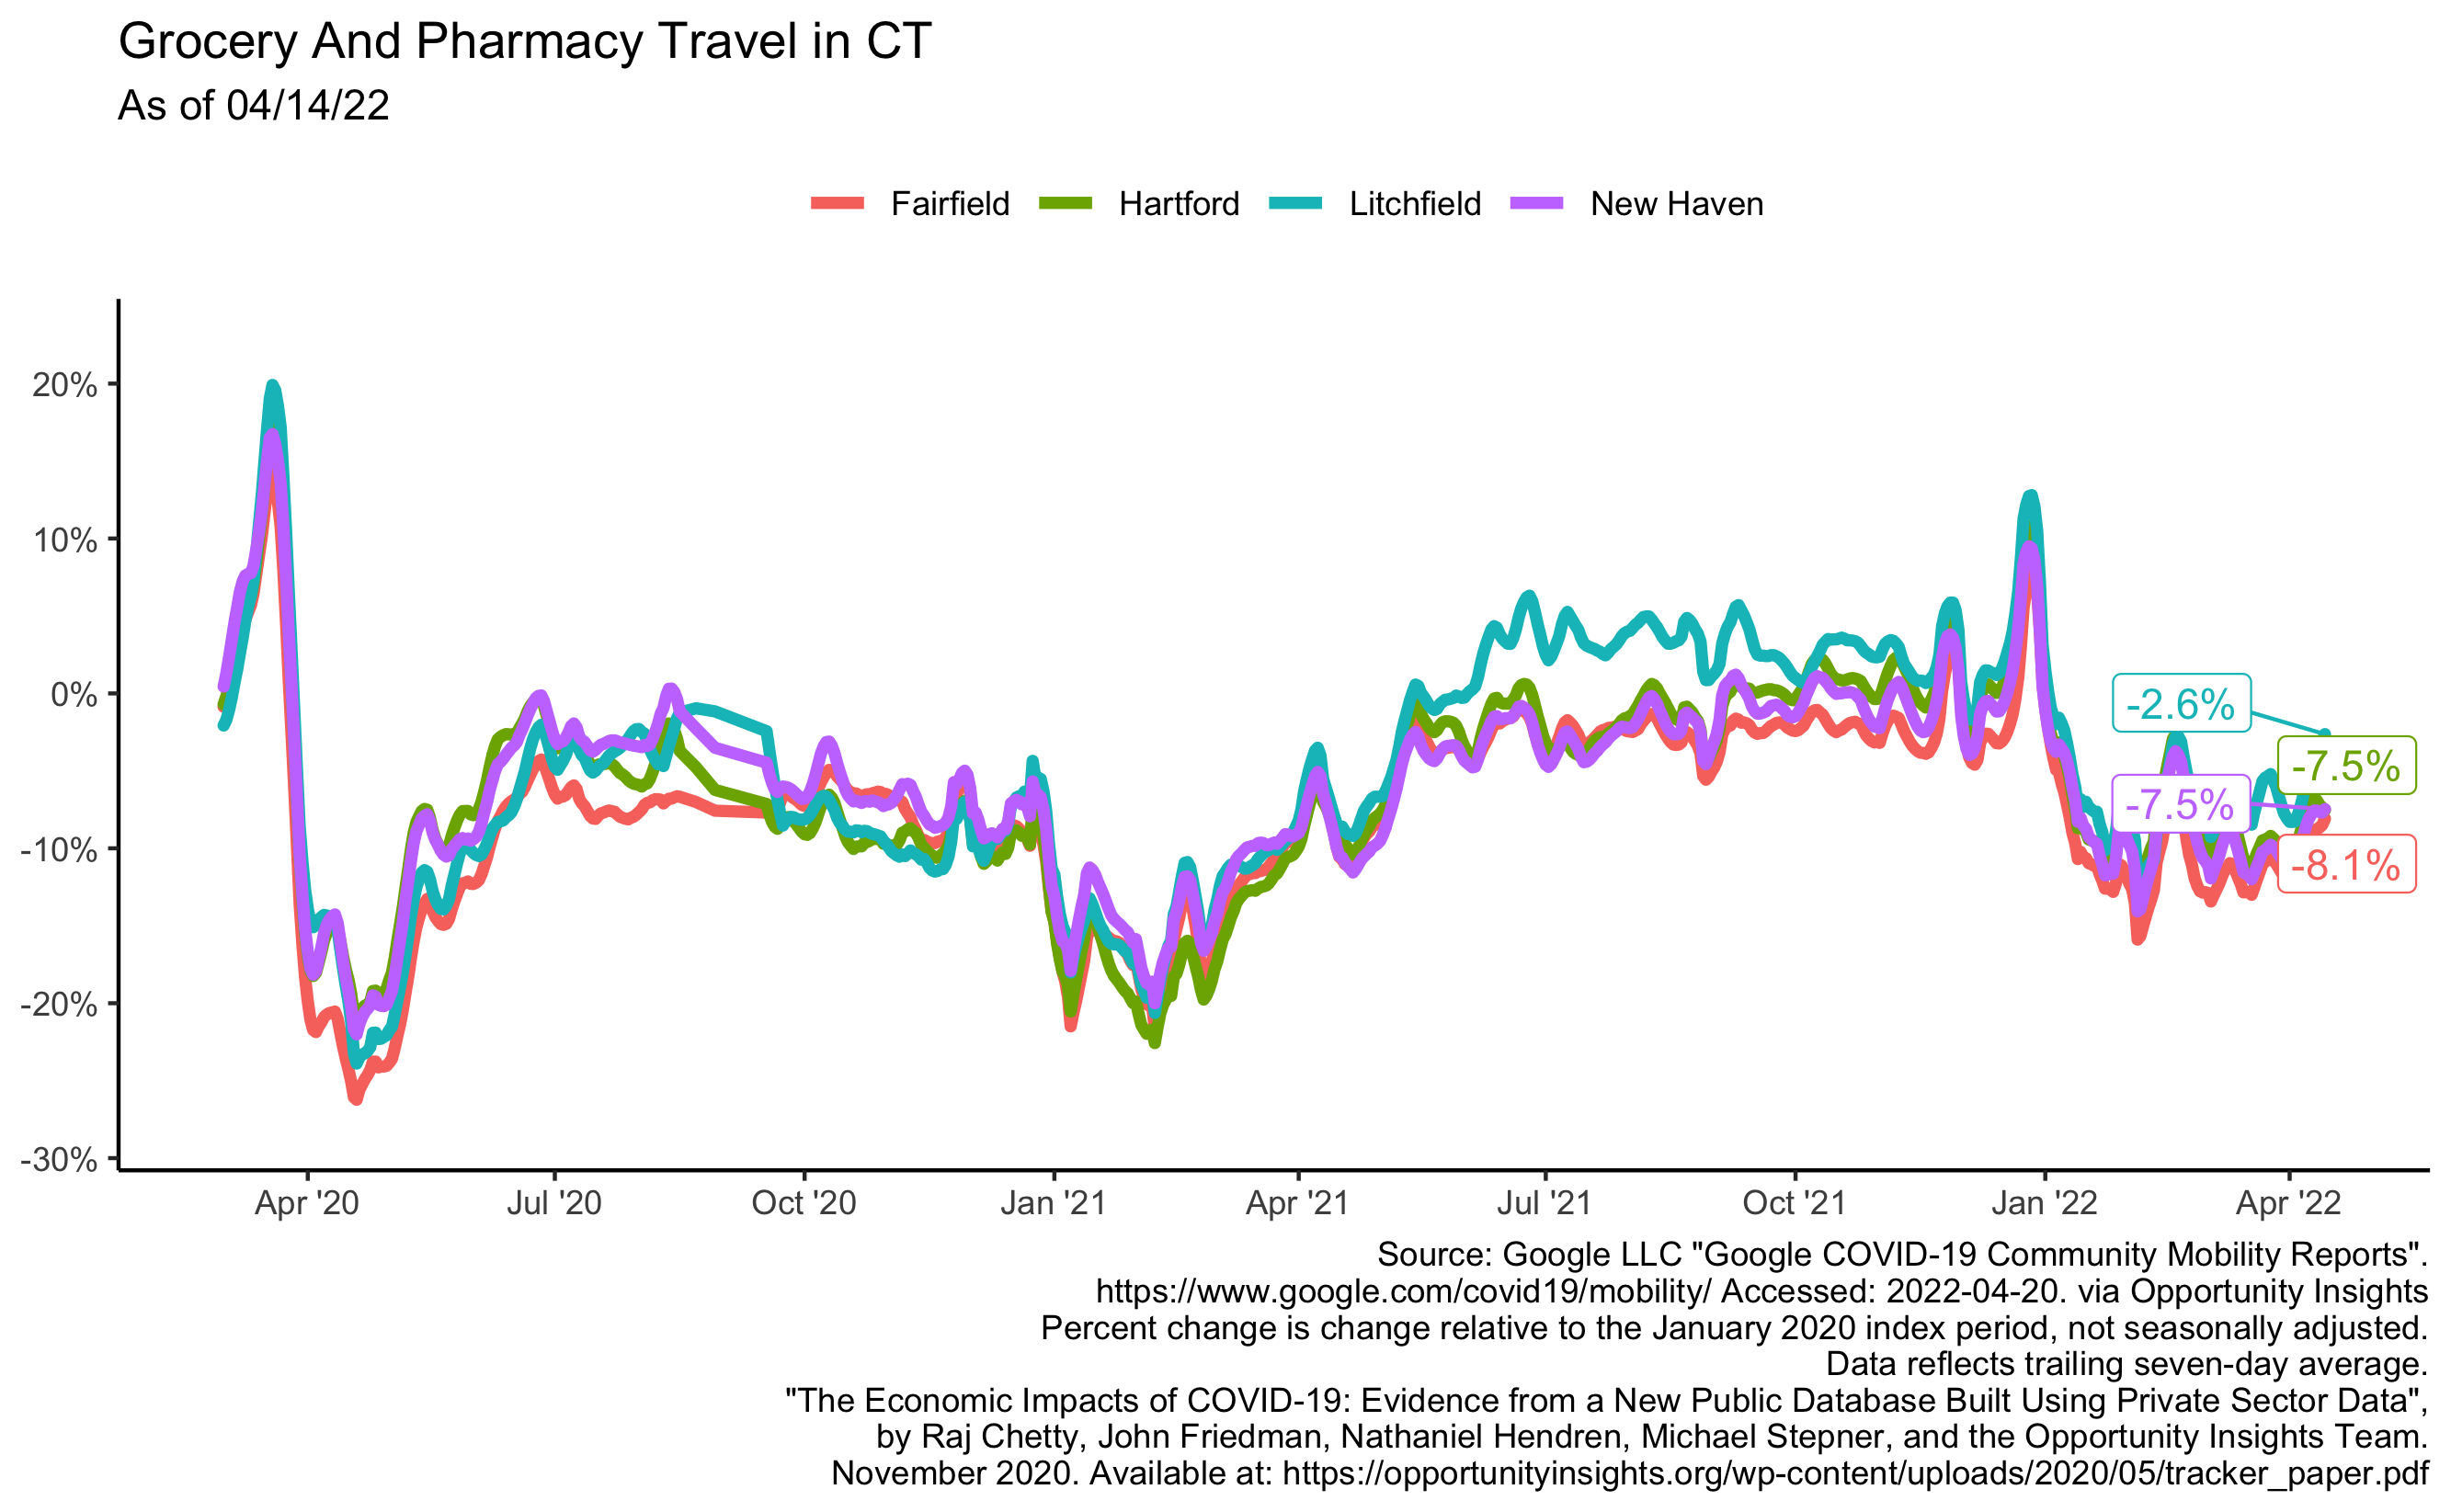 Grocery And Pharmacy Travel in CT
As of 04/14/22
Fairfield Hartford Litchfield New Haven
20%
10%
0%
-10%
-20%
-30%
-2.6%
-7.5%
-7.5%
-8.1%
Apr '20 Jul '20 Oct '20 Jan '21 Apr '21 Jul '21 Oct '21 Jan '22 Apr '22
Source: Google LLC "Google COVID-19 Community Mobility Reports".
https://www.google.com/covid19/mobility/ Accessed: 2022-04-20. via Opportunity Insights
Percent change is change relative to the January 2020 index period, not seasonally adjusted.
Data reflects trailing seven-day average.
"The Economic Impacts of COVID-19: Evidence from a New Public Database Built Using Private Sector Data",
by Raj Chetty, John Friedman, Nathaniel Hendren, Michael Stepner, and the Opportunity Insights Team.
November 2020. Available at: https://opportunityinsights.org/wp-content/uploads/2020/05/tracker_paper.pdf